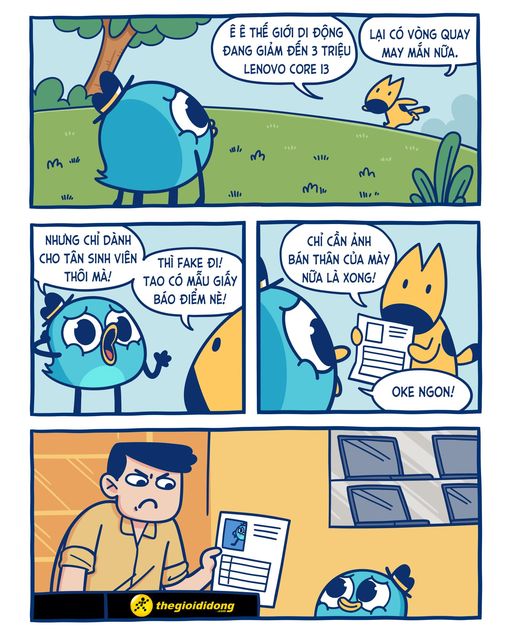 Ê Ê THẾ GIỚI DI ĐỘNG
ĐANG GIẢM ĐẾN 3 TRIỆU
LENOVO CORE I3
LẠI CÓ VÒNG QUAY
MAY MẮN NỮA.
NHƯNG CHỈ DÀNH
CHO TÂN SINH VIÊN
THÔI MÀ!
THÌ FAKE ĐI!
TAO CÓ MẪU GIẤY
BÁO ĐIỂM NÈ!
CHỈ CẦN ẢNH
BÁN THÂN CỦA MÀY
NỮA LÀ XONG!
OKE NGON!
thegioididong